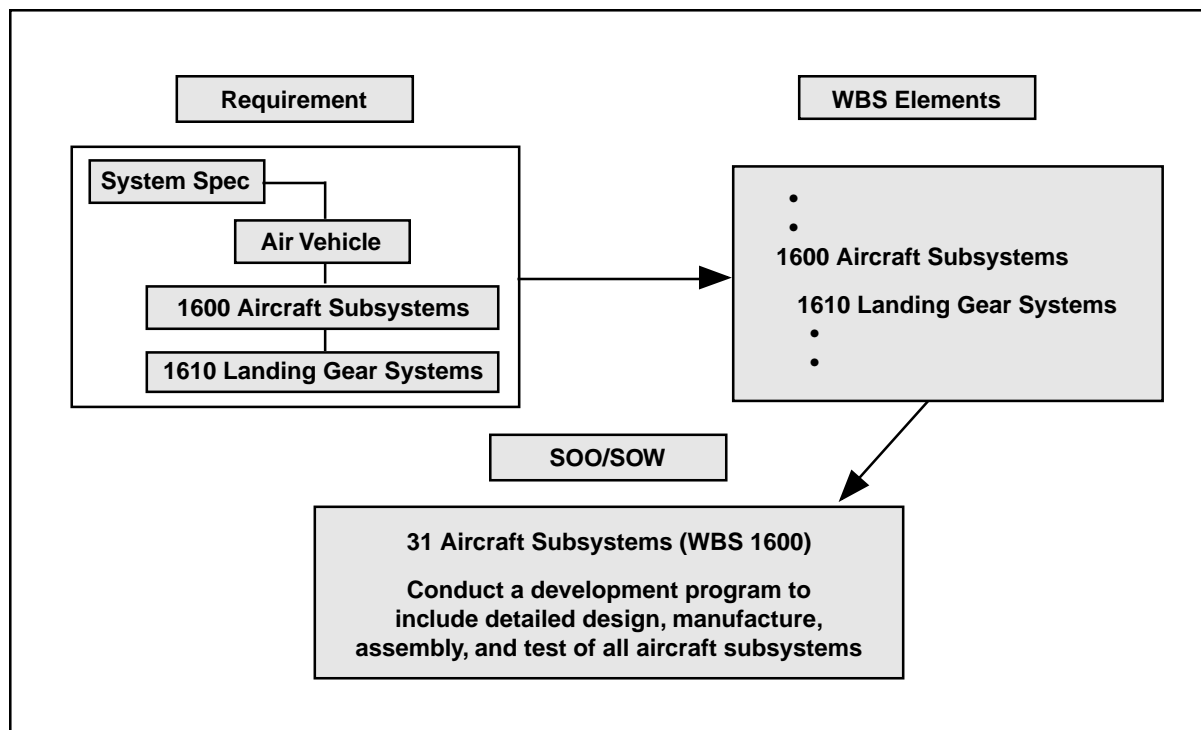 Requirement
System Spec
Air Vehicle
1600 Aircraft Subsystems
1610 Landing Gear Systems
WBS Elements
•
•
1600 Aircraft Subsystems
1610 Landing Gear Systems
•
•
SOO/SOW
31 Aircraft Subsystems (WBS 1600)
Conduct a development program to
include detailed design, manufacture,
assembly, and test of all aircraft subsystems